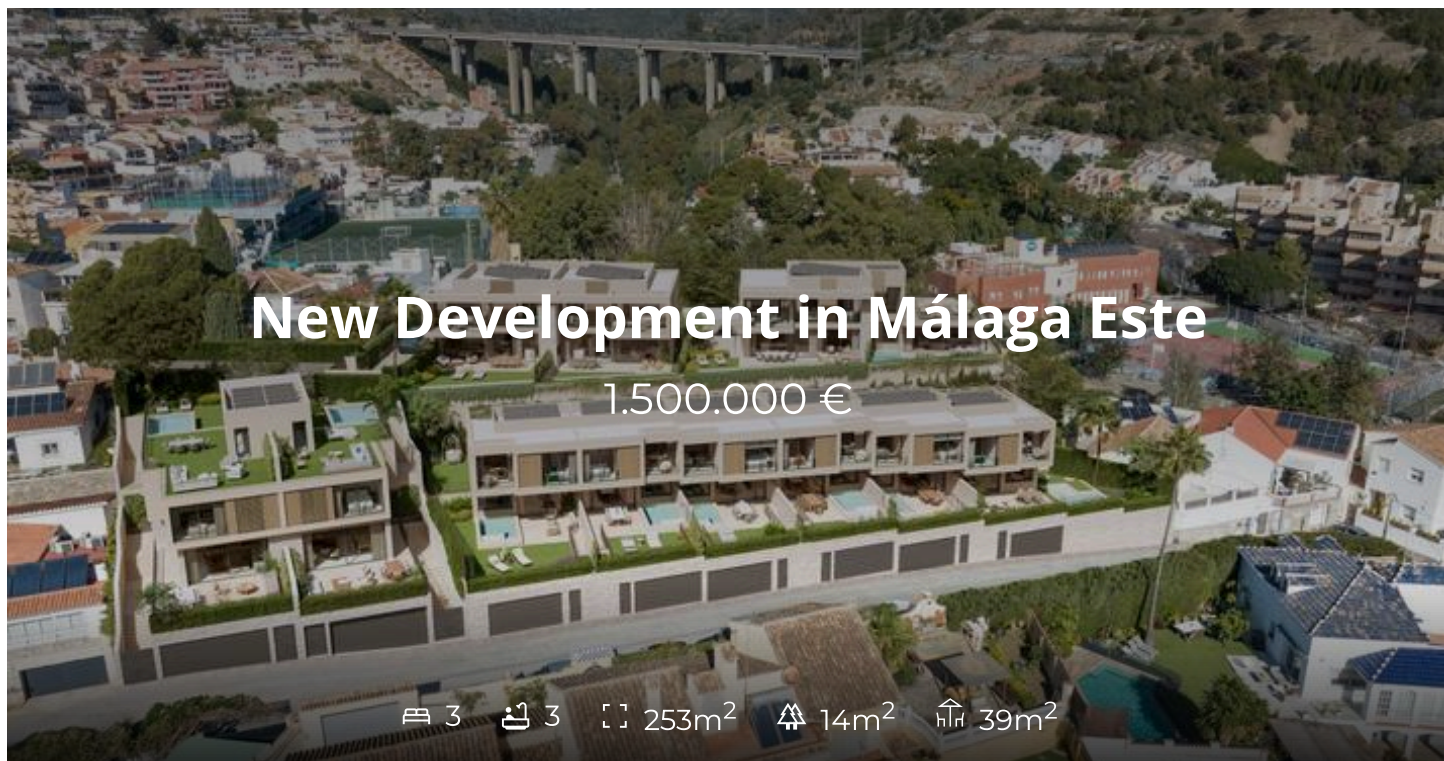 New Development in Málaga Este
1.500.000 €
3 3 253m² 14m² 39m²